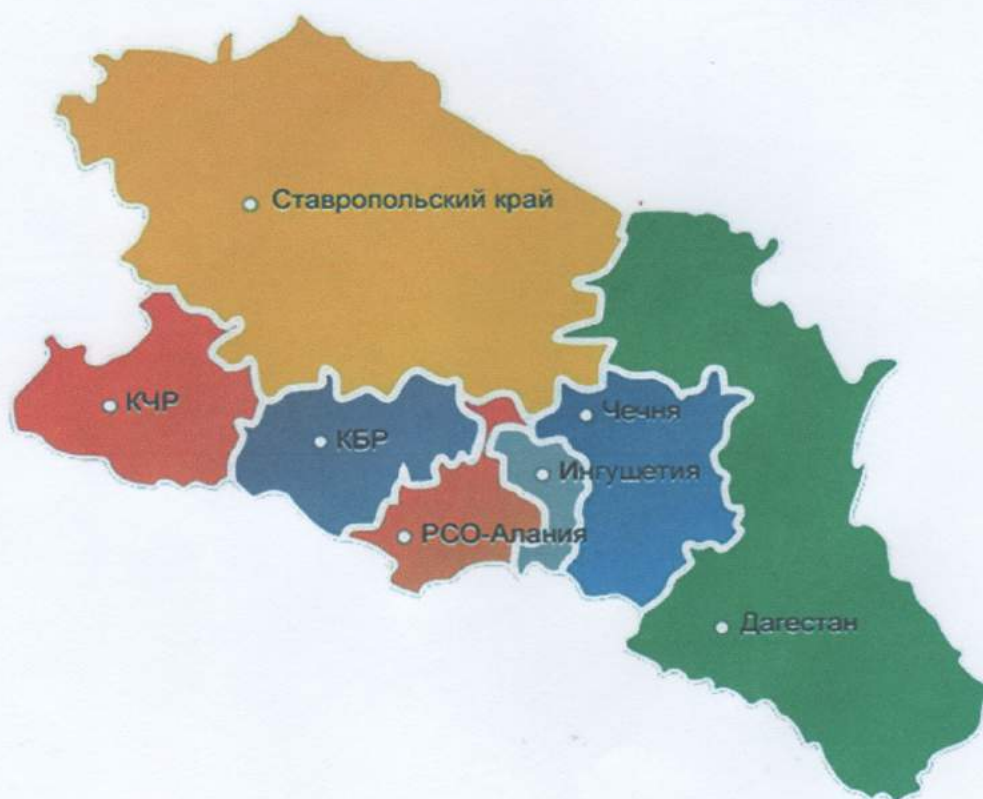 Ставропольский край
КЧР
КБР
Чечня
Ингушетия
РСО-Алания
Дагестан